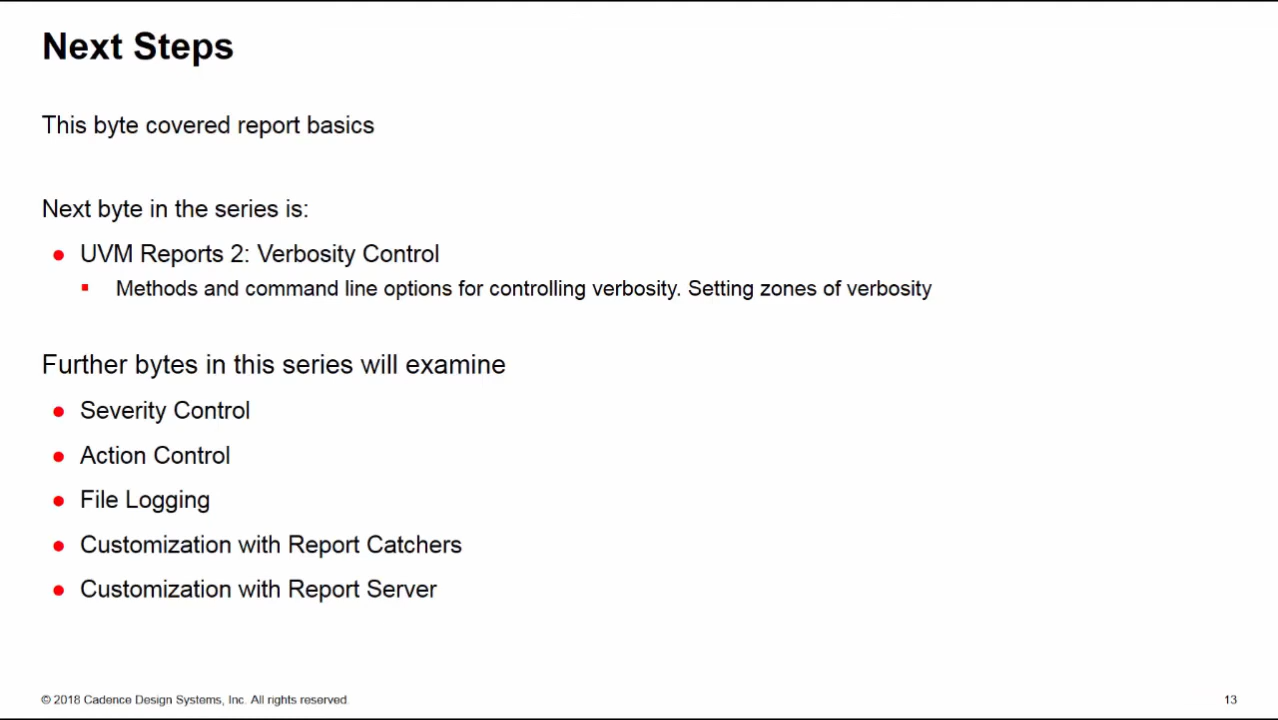 Next Steps
This byte covered report basics
Next byte in the series is:
UVM Reports 2: Verbosity Control
Methods and command line options for controlling verbosity. Setting zones of verbosity
Further bytes in this series will examine
Severity Control
Action Control
File Logging
Customization with Report Catchers
Customization with Report Server
© 2018 Cadence Design Systems, Inc. All rights reserved.
13